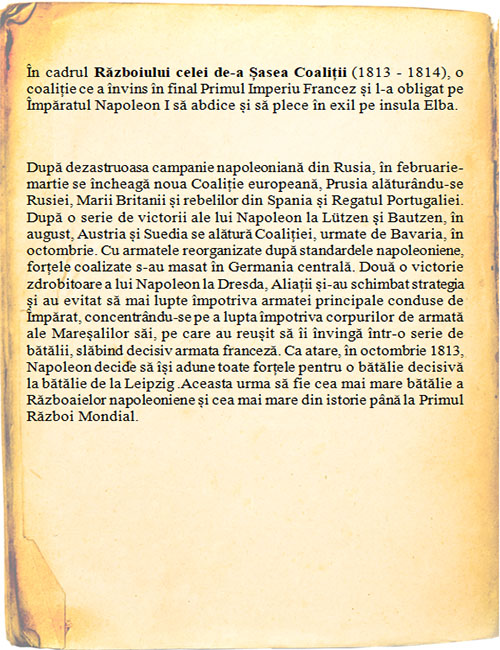 În cadrul Războiului celei de-a Șasea Coaliții (1813 - 1814), o
coaliție ce a învins în final Primul Imperiu Francez și l-a obligat pe
Împăratul Napoleon I să abdice și să plece în exil pe insula Elba.
După dezastruoasa campanie napoleoniană din Rusia, în februarie-
martie se încheagă noua Coaliție europeană, Prusia alăturându-se
Rusiei, Marii Britanii și rebelilor din Spania și Regatul Portugaliei.
După o serie de victorii ale lui Napoleon la Lützen și Bautzen, în
august, Austria și Suedia se alătură Coaliției, urmate de Bavaria, în
octombrie. Cu armatele reorganizate după standardele napoleoniene,
forțele coalizate s-au masat în Germania centrală. Două o victorie
zdrobitoare a lui Napoleon la Dresda, Aliații și-au schimbat strategia
și au evitat să mai lupte împotriva armatei principale conduse de
Împărat, concentrându-se pe a lupta împotriva corpurilor de armată
ale Mareșalilor săi, pe care au reușit să îi învingă într-o serie de
bătălii, slăbind decisiv armata franceză. Ca atare, în octombrie 1813,
Napoleon decide să își adune toate forțele pentru o bătălie decisivă
la bătălie de la Leipzig .Aceasta urma să fie cea mai mare bătălie a
Războaielor napoleoniene și cea mai mare din istorie până la Primul
Război Mondial.